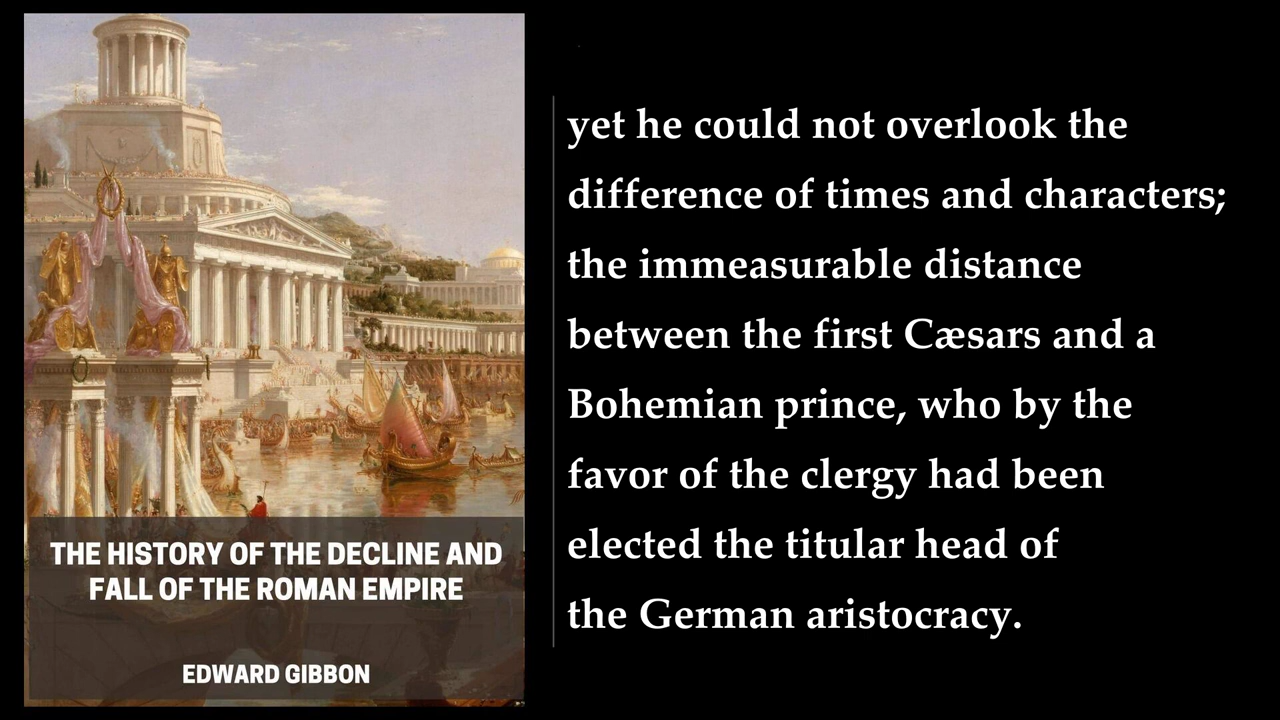 THE HISTORY OF THE DECLINE AND
FALL OF THE ROMAN EMPIRE
EDWARD GIBBON
yet he could not overlook the
difference of times and characters;
the immeasurable distance
between the first Cæsars and a
Bohemian prince, who by the
favor of the clergy had been
elected the titular head of
the German aristocracy.